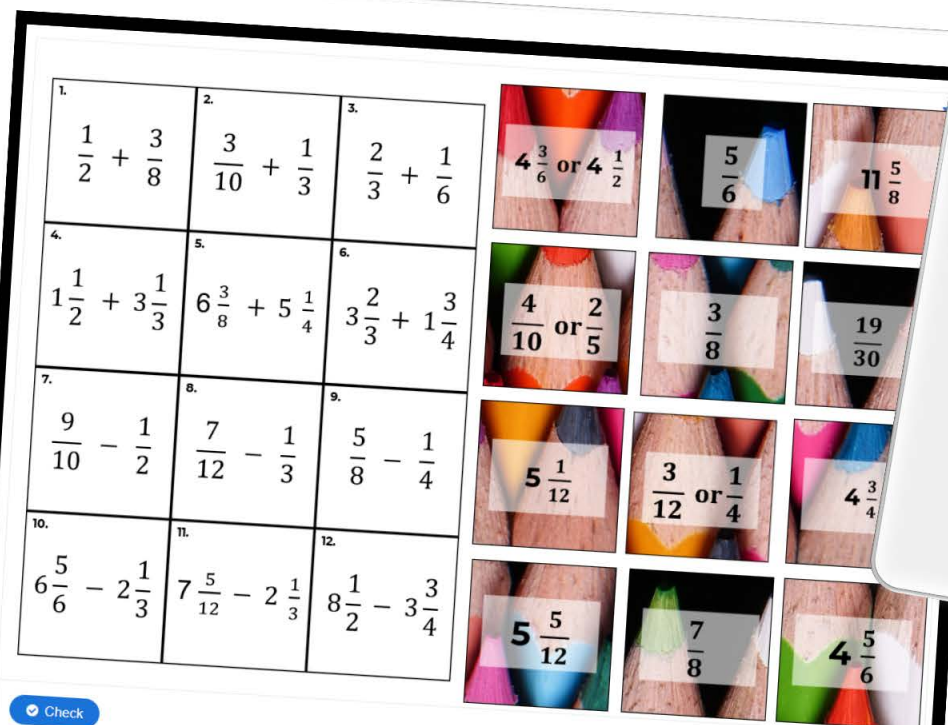 1.
1/2 + 3/8
2.
3/10 + 1/3
3.
2/3 + 1/6
4.
1 1/2 + 3 1/3
5.
6 3/8 + 5 1/4
6.
3 2/3 + 1 3/4
7.
9/10 − 1/2
8.
7/12 − 1/3
9.
5/8 − 1/4
10.
6 5/6 − 2 1/3
11.
7 5/12 − 2 1/3
12.
8 1/2 − 3 3/4
4 3/6 or 4 1/2
5/6
11 5/8
4/10 or 2/5
3/8
19/30
5 1/12
3/12 or 1/4
4 3/4
5 5/12
7/8
4 5/6
Check